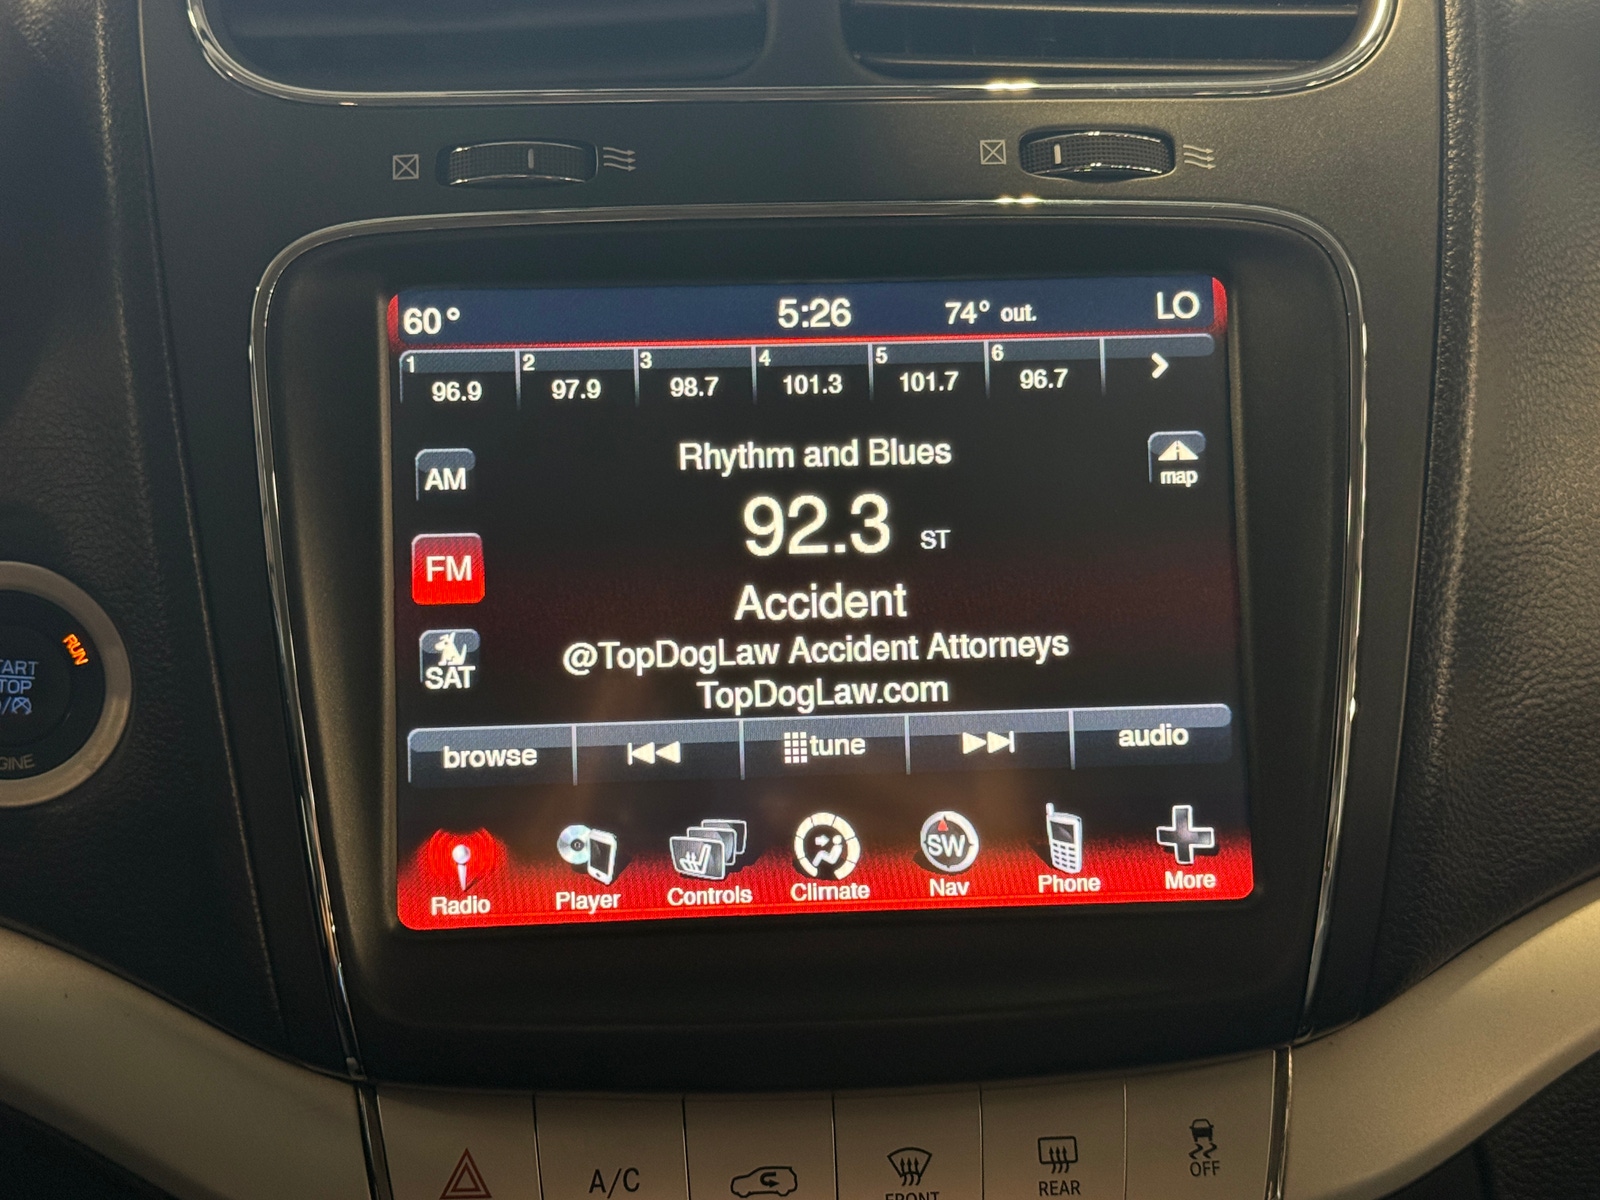 60° 5:26 74° out. LO
1 96.9 2 97.9 3 98.7 4 101.3 5 101.7 6 96.7
Rhythm and Blues
AM
map
92.3 ST
FM
Accident
@TopDogLaw Accident Attorneys
SAT
TopDogLaw.com
browse tune audio
SW
Radio Player Controls Climate Nav Phone More
RUN
A/C FRONT REAR OFF